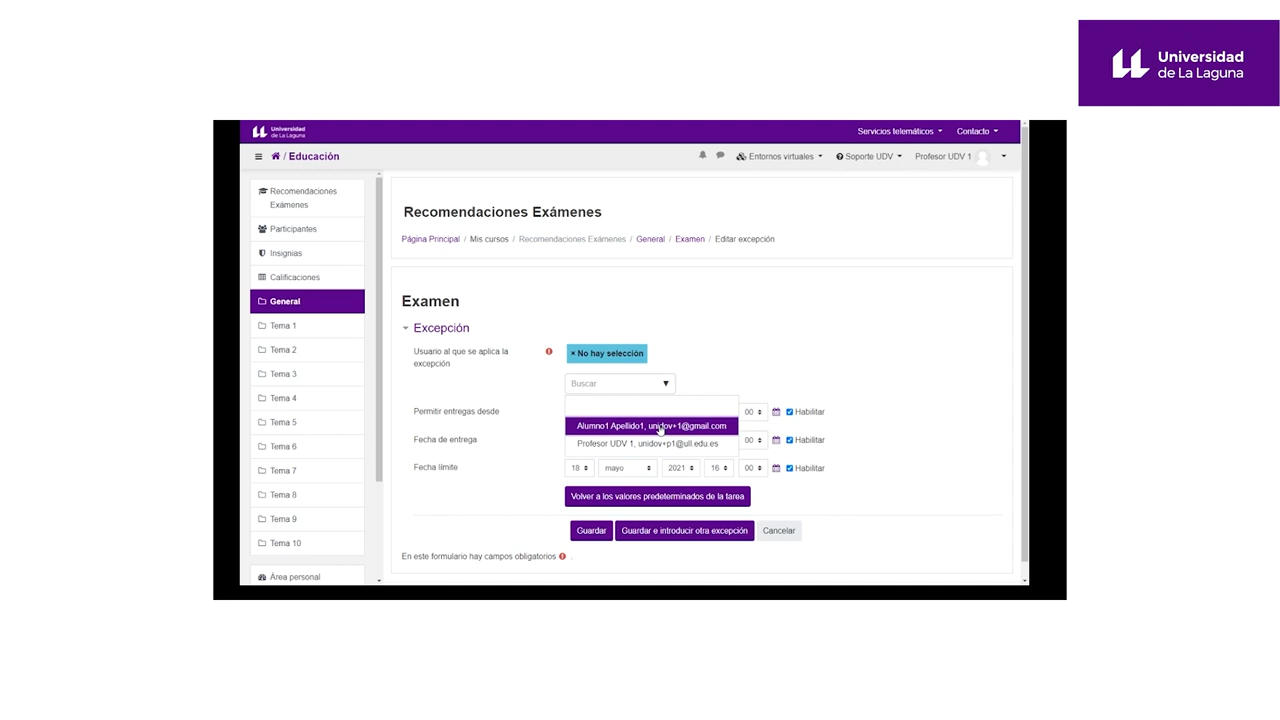 Universidad
de La Laguna
Universidad
de La Laguna
Servicios telemáticos
Contacto
/ Educación
Entornos virtuales
Soporte UDV
Profesor UDV 1
Recomendaciones
Exámenes
Participantes
Insignias
Calificaciones
General
Tema 1
Tema 2
Tema 3
Tema 4
Tema 5
Tema 6
Tema 7
Tema 8
Tema 9
Tema 10
Área personal
Recomendaciones Exámenes
Página Principal / Mis cursos / Recomendaciones Exámenes / General / Examen / Editar excepción
Examen
Excepción
Usuario al que se aplica la
excepción
× No hay selección
Buscar ▼
Alumno1 Apellido1, unidov+1@gmail.com
Profesor UDV 1, unidov+p1@ull.edu.es
Permitir entregas desde
00
Habilitar
Fecha de entrega
00
Habilitar
Fecha límite
18 mayo 2021 16 00
Habilitar
Volver a los valores predeterminados de la tarea
Guardar
Guardar e introducir otra excepción
Cancelar
En este formulario hay campos obligatorios